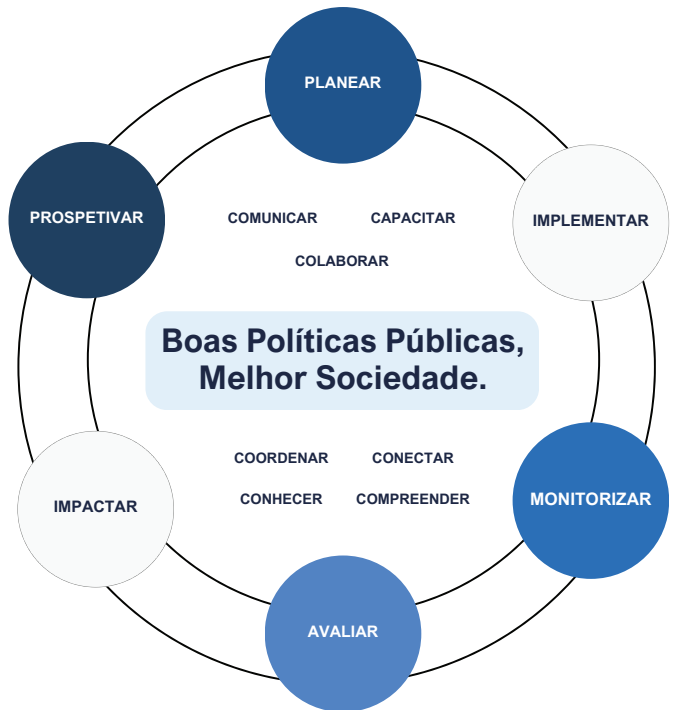 PLANEAR
PROSPETIVAR
COMUNICAR
CAPACITAR
IMPLEMENTAR
COLABORAR
Boas Políticas Públicas,
Melhor Sociedade.
COORDENAR
CONECTAR
CONHECER
COMPREENDER
IMPACTAR
MONITORIZAR
AVALIAR